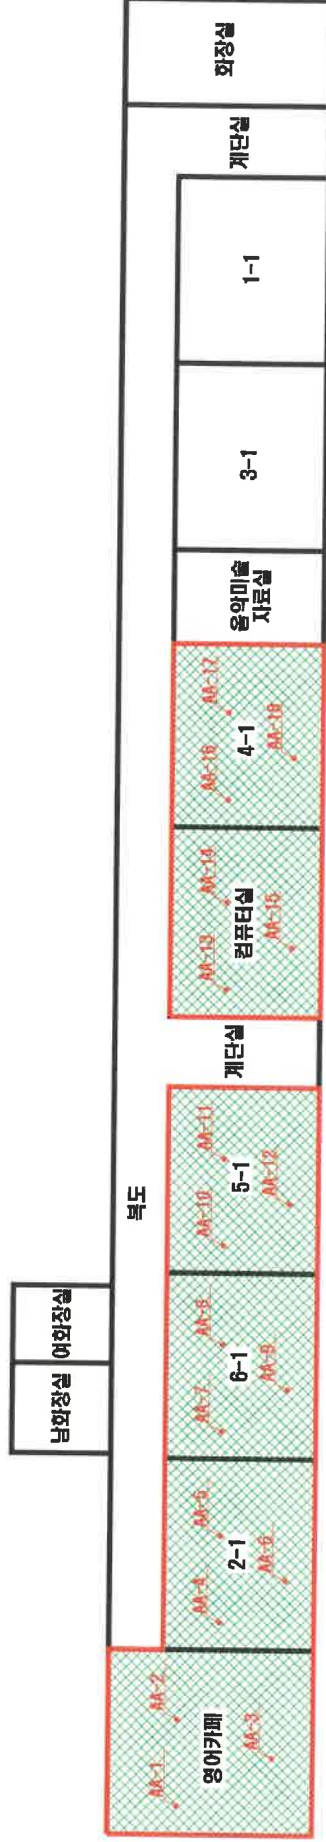 남화장실
여화장실
복도
영어카페
AA-1
AA-2
AA-3
2-1
AA-4
AA-5
AA-6
6-1
AA-7
AA-8
AA-9
5-1
AA-10
AA-11
AA-12
계단실
컴퓨터실
AA-13
AA-14
AA-15
4-1
AA-16
AA-17
AA-18
음악미술
자료실
3-1
1-1
계단실
화장실